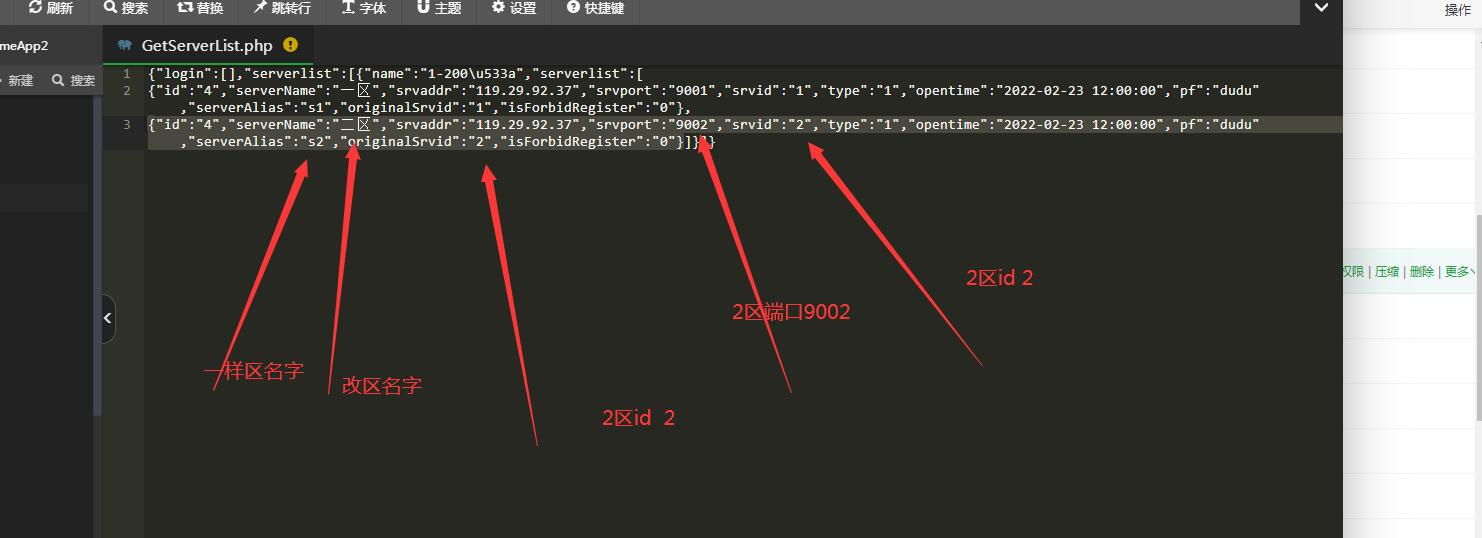 刷新 搜索 替换 跳转行 字体 主题 设置 快捷键
操作
meApp2
GetServerList.php
新建 搜索
1 {"login":[],"serverlist":[{"name":"1-200\u533a","serverlist":[
2 {"id":"4","serverName":"一区","srvaddr":"119.29.92.37","srvport":"9001","srvid":"1","type":"1","opentime":"2022-02-23 12:00:00","pf":"dudu"
,"serverAlias":"s1","originalSrvid":"1","isForbidRegister":"0"},
3 {"id":"4","serverName":"二区","srvaddr":"119.29.92.37","srvport":"9002","srvid":"2","type":"1","opentime":"2022-02-23 12:00:00","pf":"dudu"
,"serverAlias":"s2","originalSrvid":"2","isForbidRegister":"0"}]}]}
权限 | 压缩 | 删除 | 更多
2区id 2
2区端口9002
一样区名字
改区名字
2区id 2